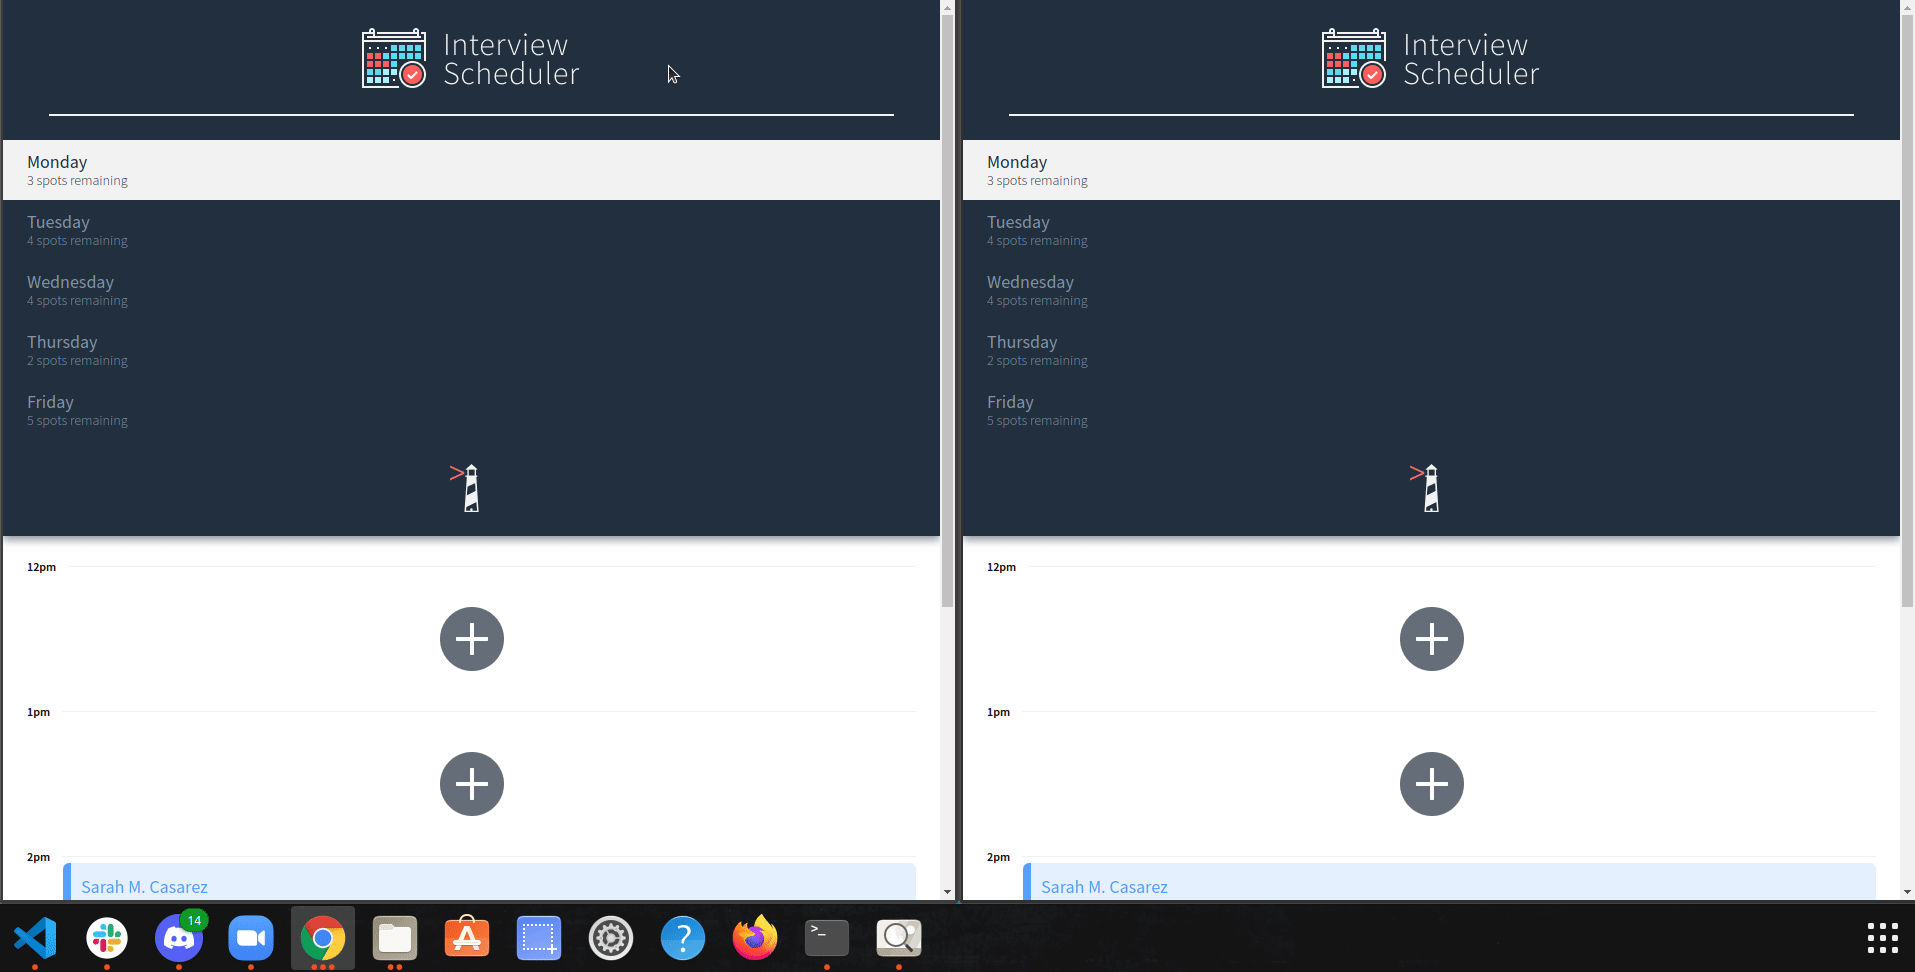 Interview
Scheduler
Monday
3 spots remaining
Tuesday
4 spots remaining
Wednesday
4 spots remaining
Thursday
2 spots remaining
Friday
5 spots remaining
>
12pm
1pm
2pm
Sarah M. Casarez
Interview
Scheduler
Monday
3 spots remaining
Tuesday
4 spots remaining
Wednesday
4 spots remaining
Thursday
2 spots remaining
Friday
5 spots remaining
>
12pm
1pm
2pm
Sarah M. Casarez
14
?
>_